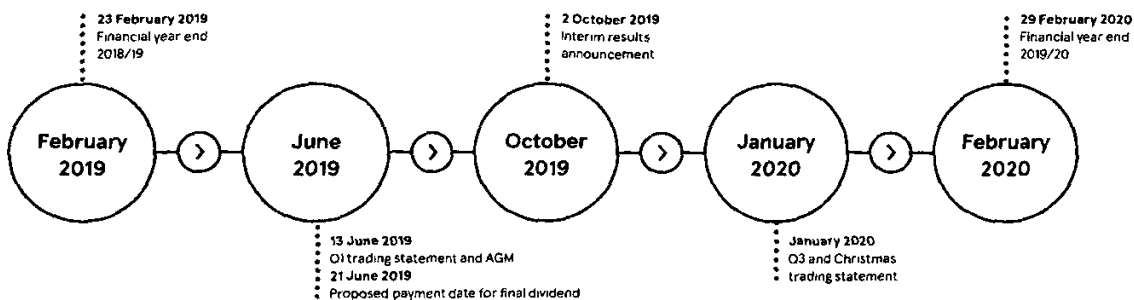 23 February 2019
Financial year end
2018/19
2 October 2019
Interim results
announcement
29 February 2020
Financial year end
2019/20
February
2019
June
2019
October
2019
January
2020
February
2020
13 June 2019
Q1 trading statement and AGM
21 June 2019
Proposed payment date for final dividend
January 2020
Q3 and Christmas
trading statement